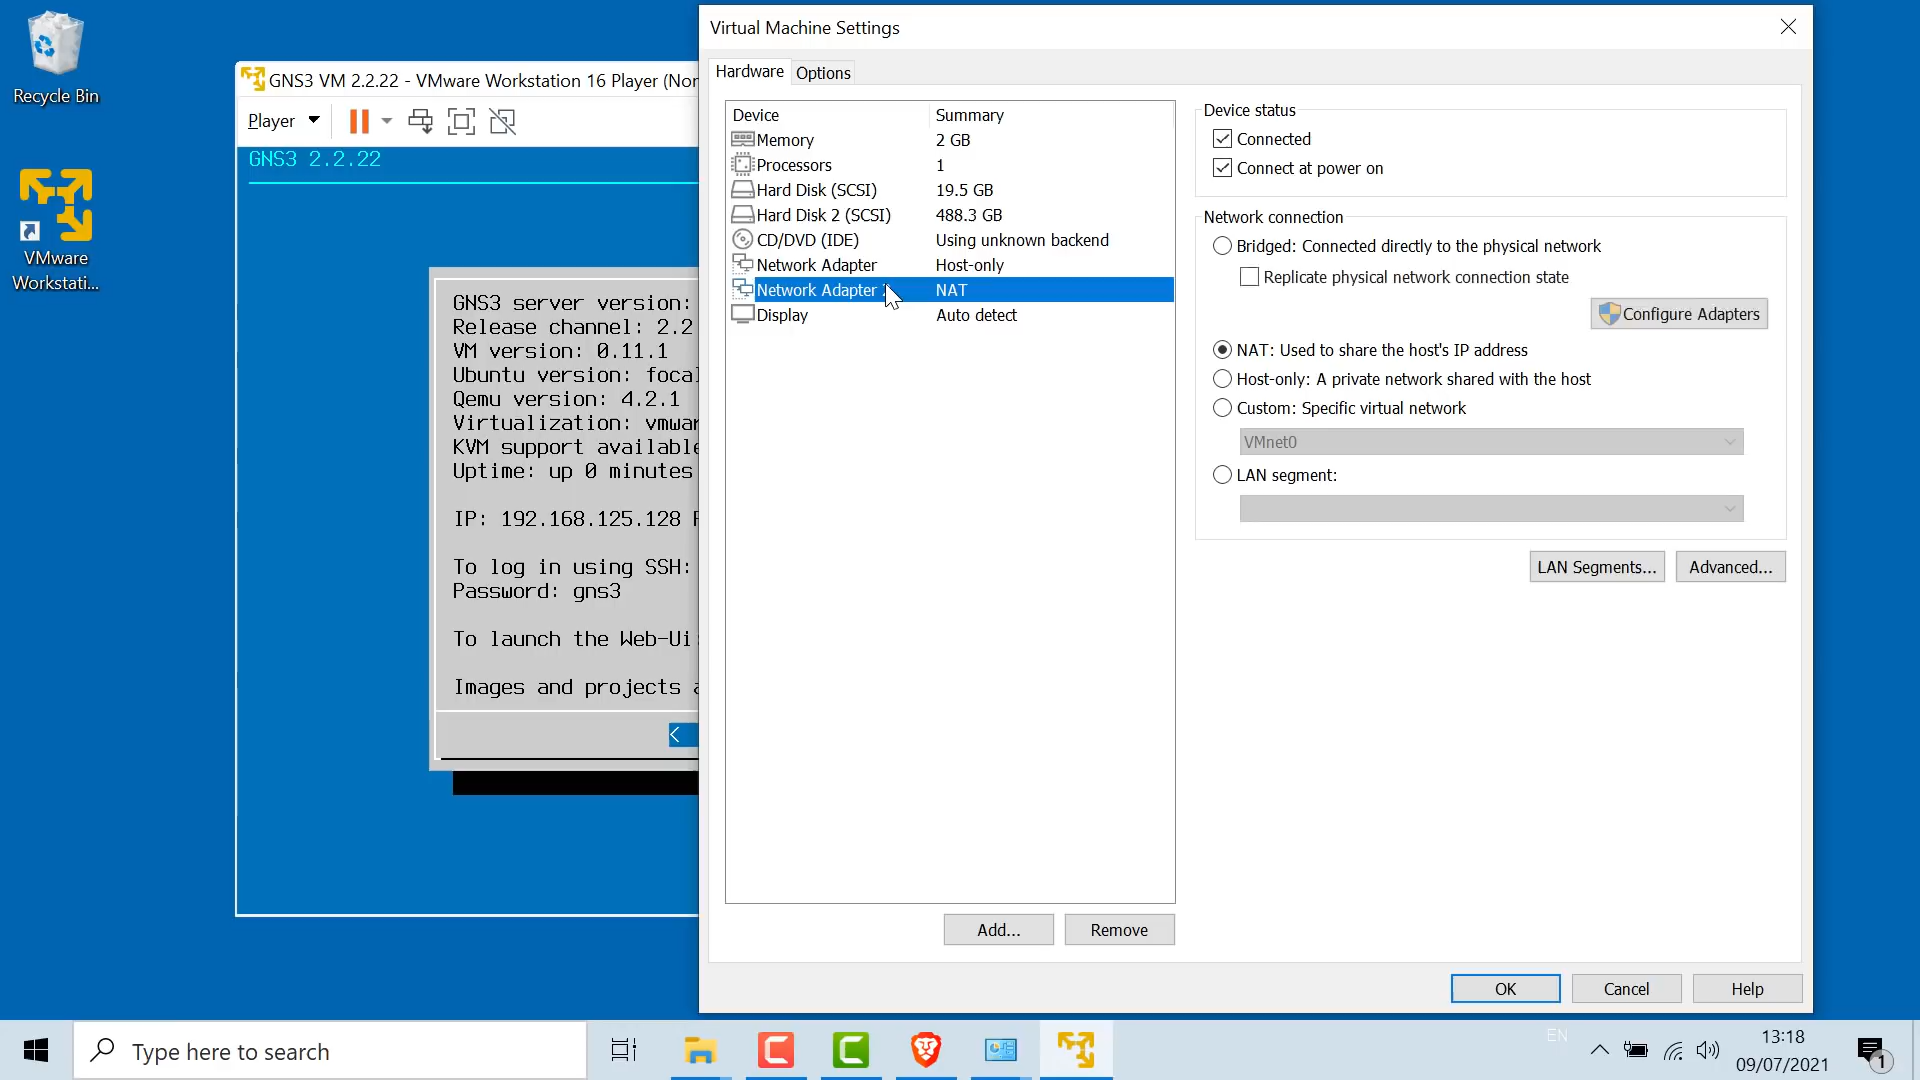 Recycle Bin
VMware
Workstati...
GNS3 VM 2.2.22 - VMware Workstation 16 Player (Nor
Player
GNS3 2.2.22
GNS3 server version:
Release channel: 2.2
VM version: 0.11.1
Ubuntu version: focal
Qemu version: 4.2.1
Virtualization: vmwar
KVM support available
Uptime: up 0 minutes
IP: 192.168.125.128
To log in using SSH:
Password: gns3
To launch the Web-Ui:
Images and projects a
<
Virtual Machine Settings
Hardware
Options
Device
Summary
Memory
2 GB
Processors
1
Hard Disk (SCSI)
19.5 GB
Hard Disk 2 (SCSI)
488.3 GB
CD/DVD (IDE)
Using unknown backend
Network Adapter
Host-only
Network Adapter
NAT
Display
Auto detect
Add...
Remove
Device status
Connected
Connect at power on
Network connection
Bridged: Connected directly to the physical network
Replicate physical network connection state
Configure Adapters
NAT: Used to share the host's IP address
Host-only: A private network shared with the host
Custom: Specific virtual network
VMnet0
LAN segment:
LAN Segments...
Advanced...
OK
Cancel
Help
Type here to search
EN
13:18
09/07/2021
1